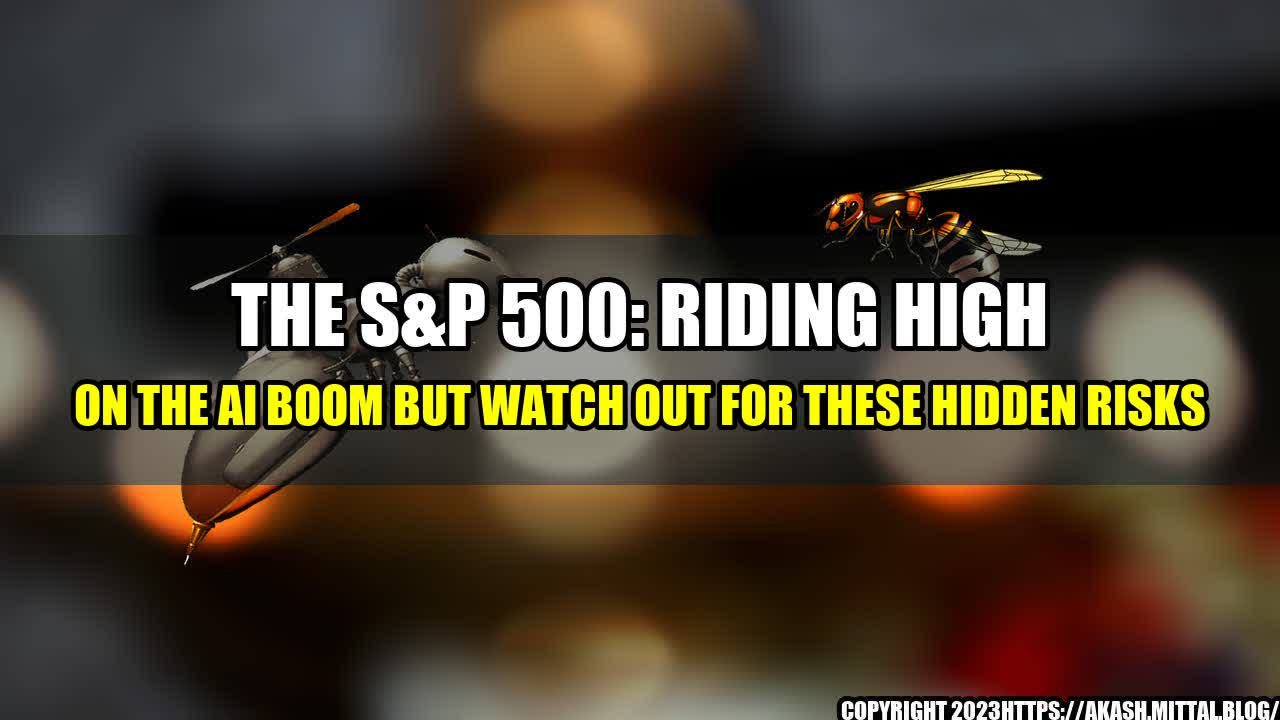 THE S&P 500: RIDING HIGH
ON THE AI BOOM BUT WATCH OUT FOR THESE HIDDEN RISKS
COPYRIGHT 2023HTTPS://AKASH.MITTAL.BLOG/